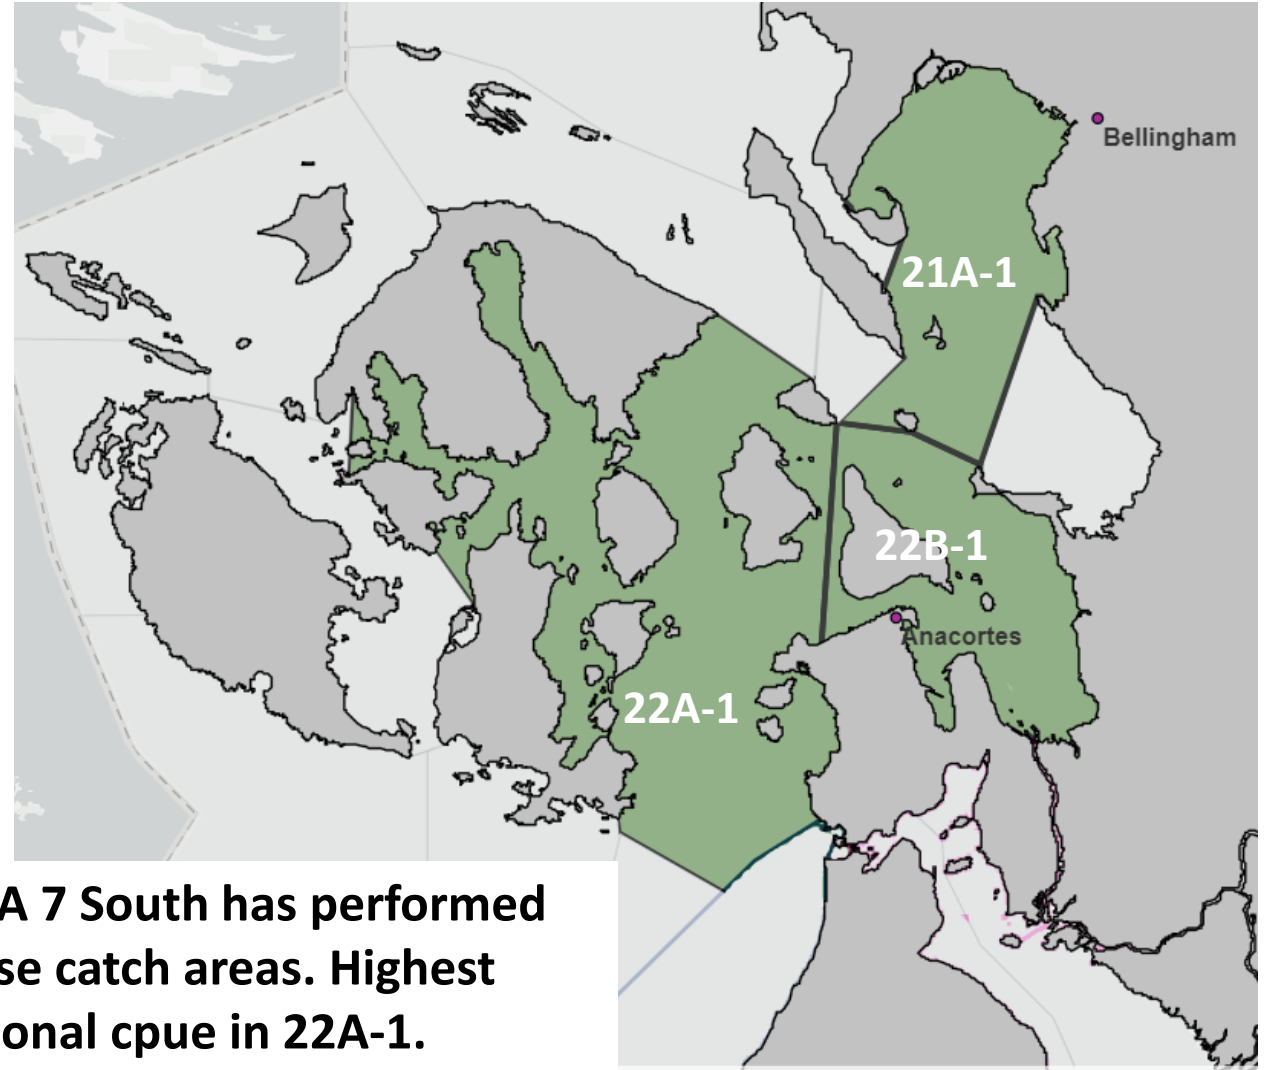 Bellingham
21A-1
22B-1
Anacortes
22A-1
A 7 South has performed
se catch areas. Highest
onal cpue in 22A-1.